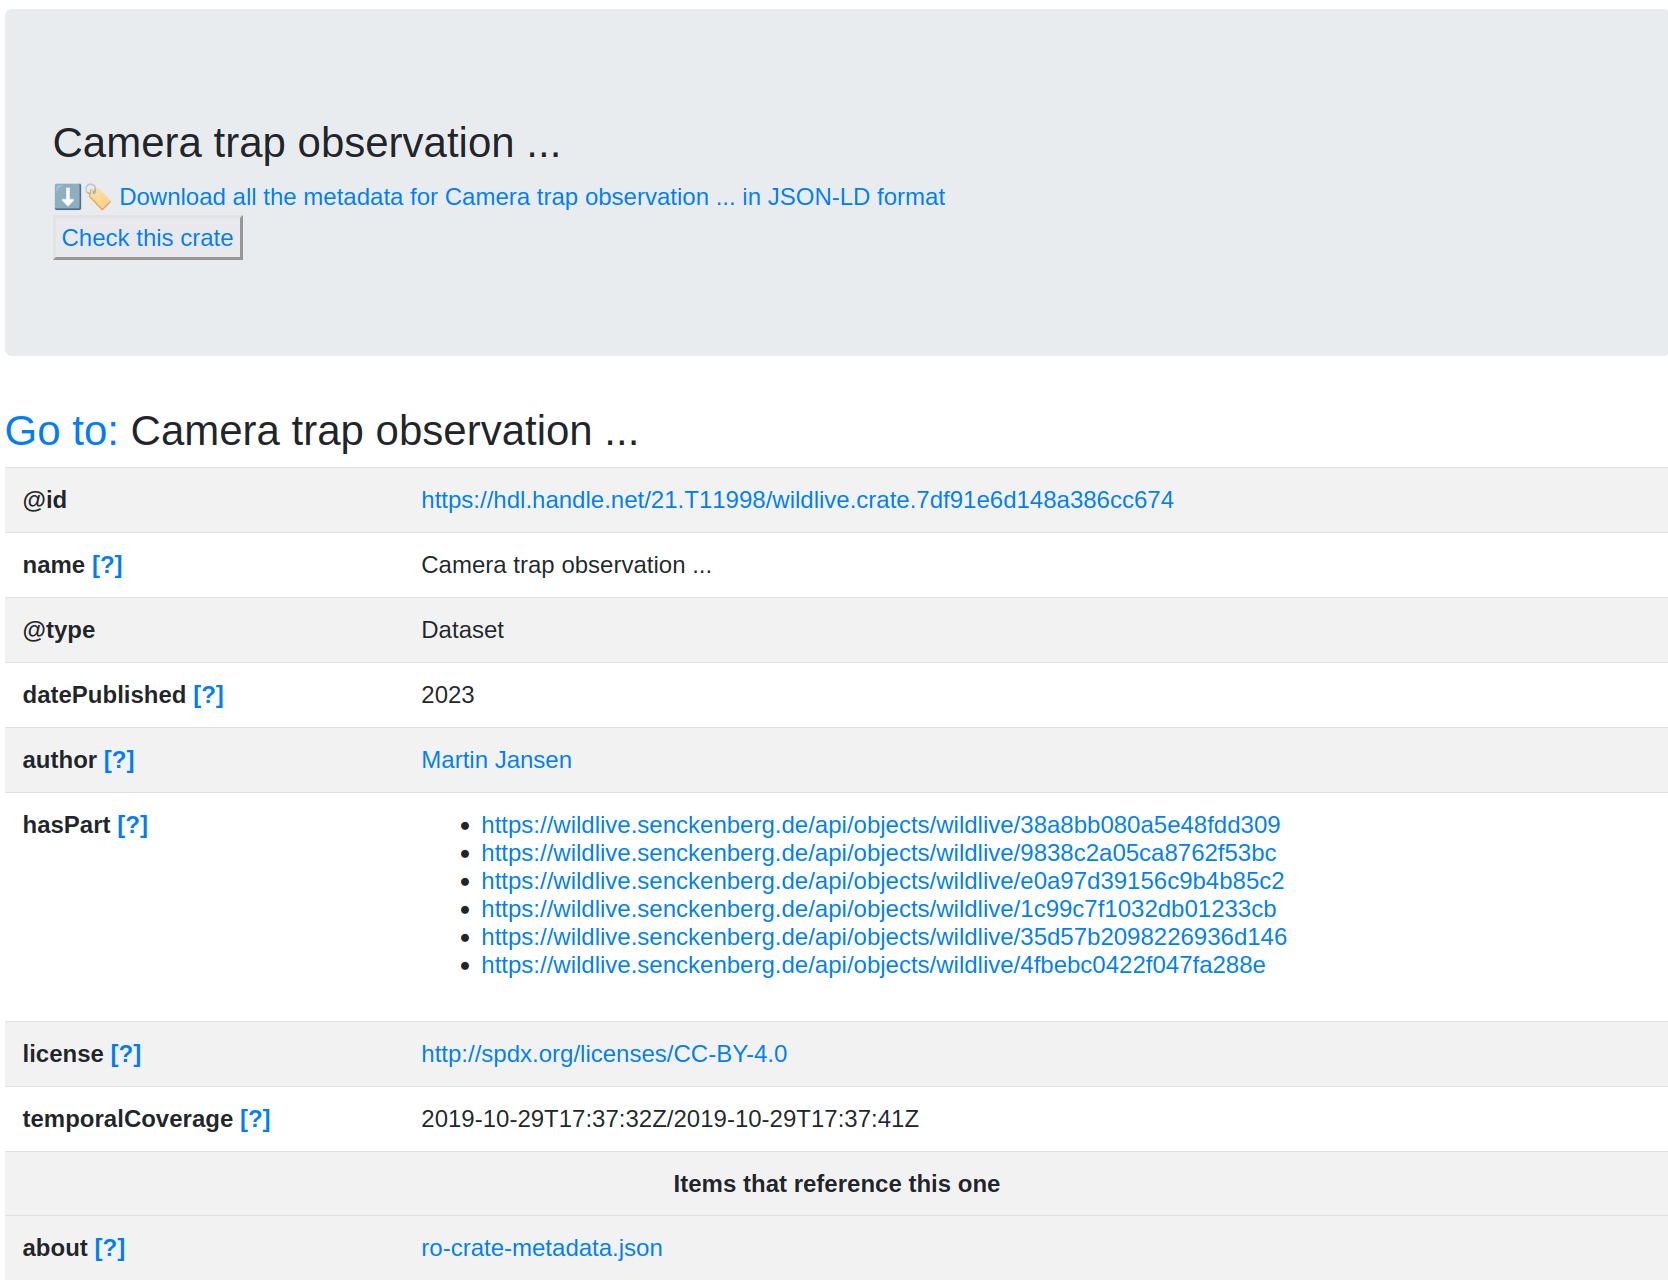 Camera trap observation ...
⬇️🏷️ Download all the metadata for Camera trap observation ... in JSON-LD format
Check this crate
Go to: Camera trap observation ...
@id https://hdl.handle.net/21.T11998/wildlive.crate.7df91e6d148a386cc674
name [?] Camera trap observation ...
@type Dataset
datePublished [?] 2023
author [?] Martin Jansen
hasPart [?] • https://wildlive.senckenberg.de/api/objects/wildlive/38a8bb080a5e48fdd309
• https://wildlive.senckenberg.de/api/objects/wildlive/9838c2a05ca8762f53bc
• https://wildlive.senckenberg.de/api/objects/wildlive/e0a97d39156c9b4b85c2
• https://wildlive.senckenberg.de/api/objects/wildlive/1c99c7f1032db01233cb
• https://wildlive.senckenberg.de/api/objects/wildlive/35d57b2098226936d146
• https://wildlive.senckenberg.de/api/objects/wildlive/4fbebc0422f047fa288e
license [?] http://spdx.org/licenses/CC-BY-4.0
temporalCoverage [?] 2019-10-29T17:37:32Z/2019-10-29T17:37:41Z
Items that reference this one
about [?] ro-crate-metadata.json